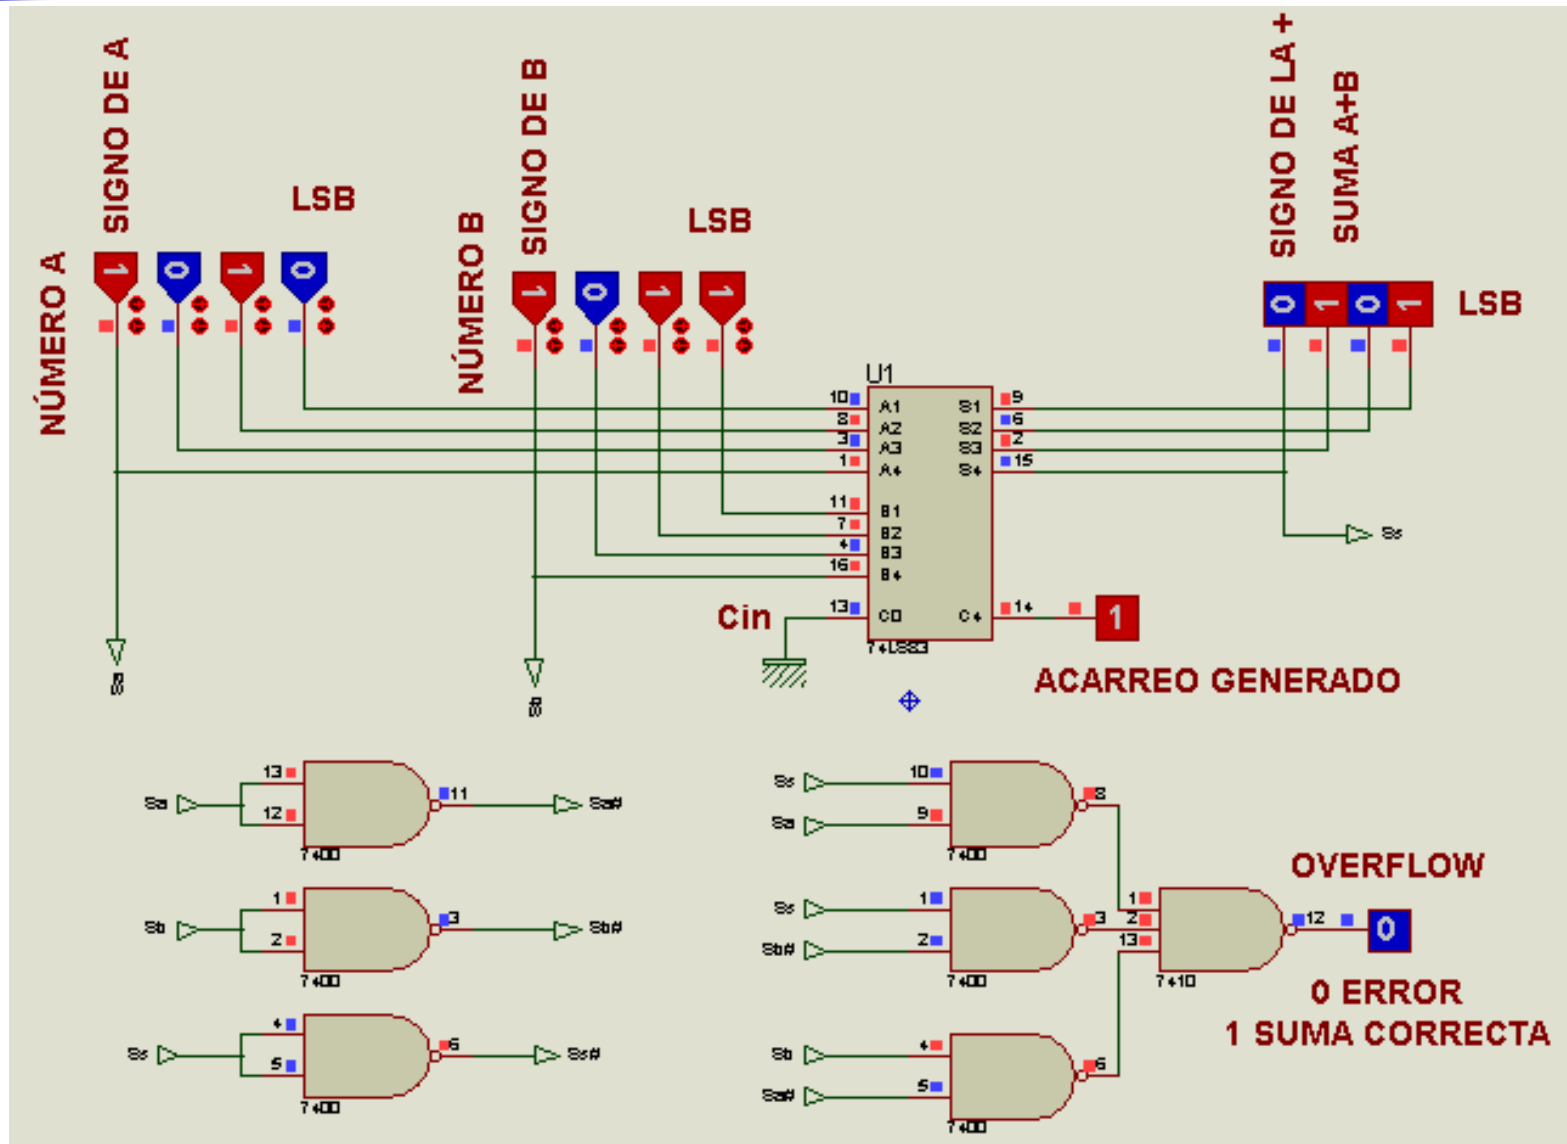 SIGNO DE A
LSB
NÚMERO A
1 0 1 0
SIGNO DE B
LSB
NÚMERO B
1 0 1 1
SIGNO DE LA +
SUMA A+B
0 1 0 1
LSB
U1
10 A1 S1 9
8 A2 S2 6
3 A3 S3 2
1 A4 S4 15
11 B1
7 B2
4 B3
16 B4
13 C0 C4 14
74LS83
Cin
1
ACARREO GENERADO
Sa
Ss
Sa 13 12 11 Sa#
7400
Sb 1 2 3 Sb#
7400
Ss 4 5 6 Ss#
7400
Ss 10 8
Sa 9
7400
Ss 1 3
Sb# 2
7400
Sb 4 6
Sa# 5
7400
1
2
13
12
7410
OVERFLOW
0
0 ERROR
1 SUMA CORRECTA